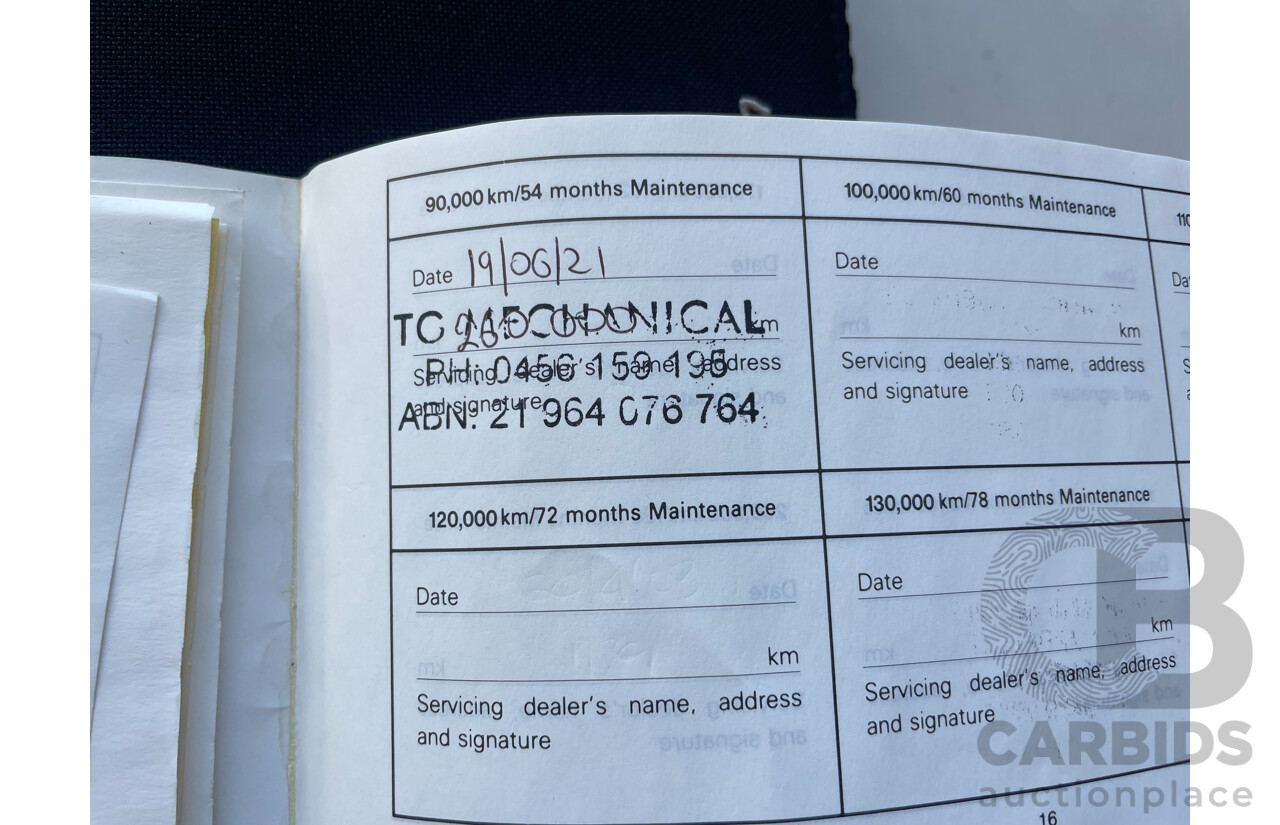 90,000 km/54 months Maintenance
Date 19/06/21
TC MECHANICAL
km
Servicing dealer's name, address
and signature
PH: 0456 159 195
ABN: 21 964 076 764
100,000 km/60 months Maintenance
Date
km
Servicing dealer's name, address
and signature
120,000 km/72 months Maintenance
Date
km
Servicing dealer's name, address
and signature
130,000 km/78 months Maintenance
Date
km
Servicing dealer's name, address
and signature
16
CARBIDS
auctionplace